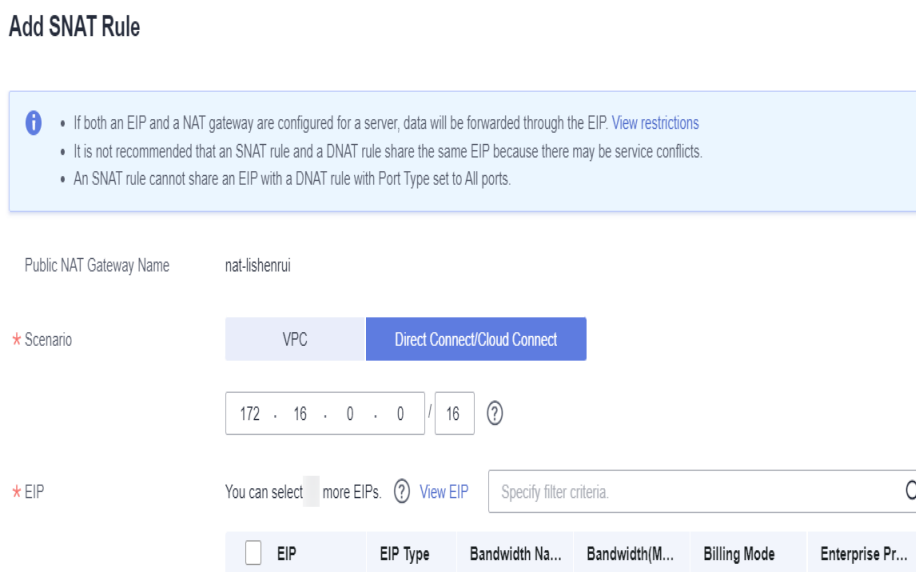 Add SNAT Rule
• If both an EIP and a NAT gateway are configured for a server, data will be forwarded through the EIP. View restrictions
• It is not recommended that an SNAT rule and a DNAT rule share the same EIP because there may be service conflicts.
• An SNAT rule cannot share an EIP with a DNAT rule with Port Type set to All ports.
Public NAT Gateway Name nat-lishenrui
* Scenario VPC Direct Connect/Cloud Connect
172 . 16 . 0 . 0 / 16 ?
* EIP You can select more EIPs. ? View EIP Specify filter criteria.
EIP EIP Type Bandwidth Na... Bandwidth(M... Billing Mode Enterprise Pr...